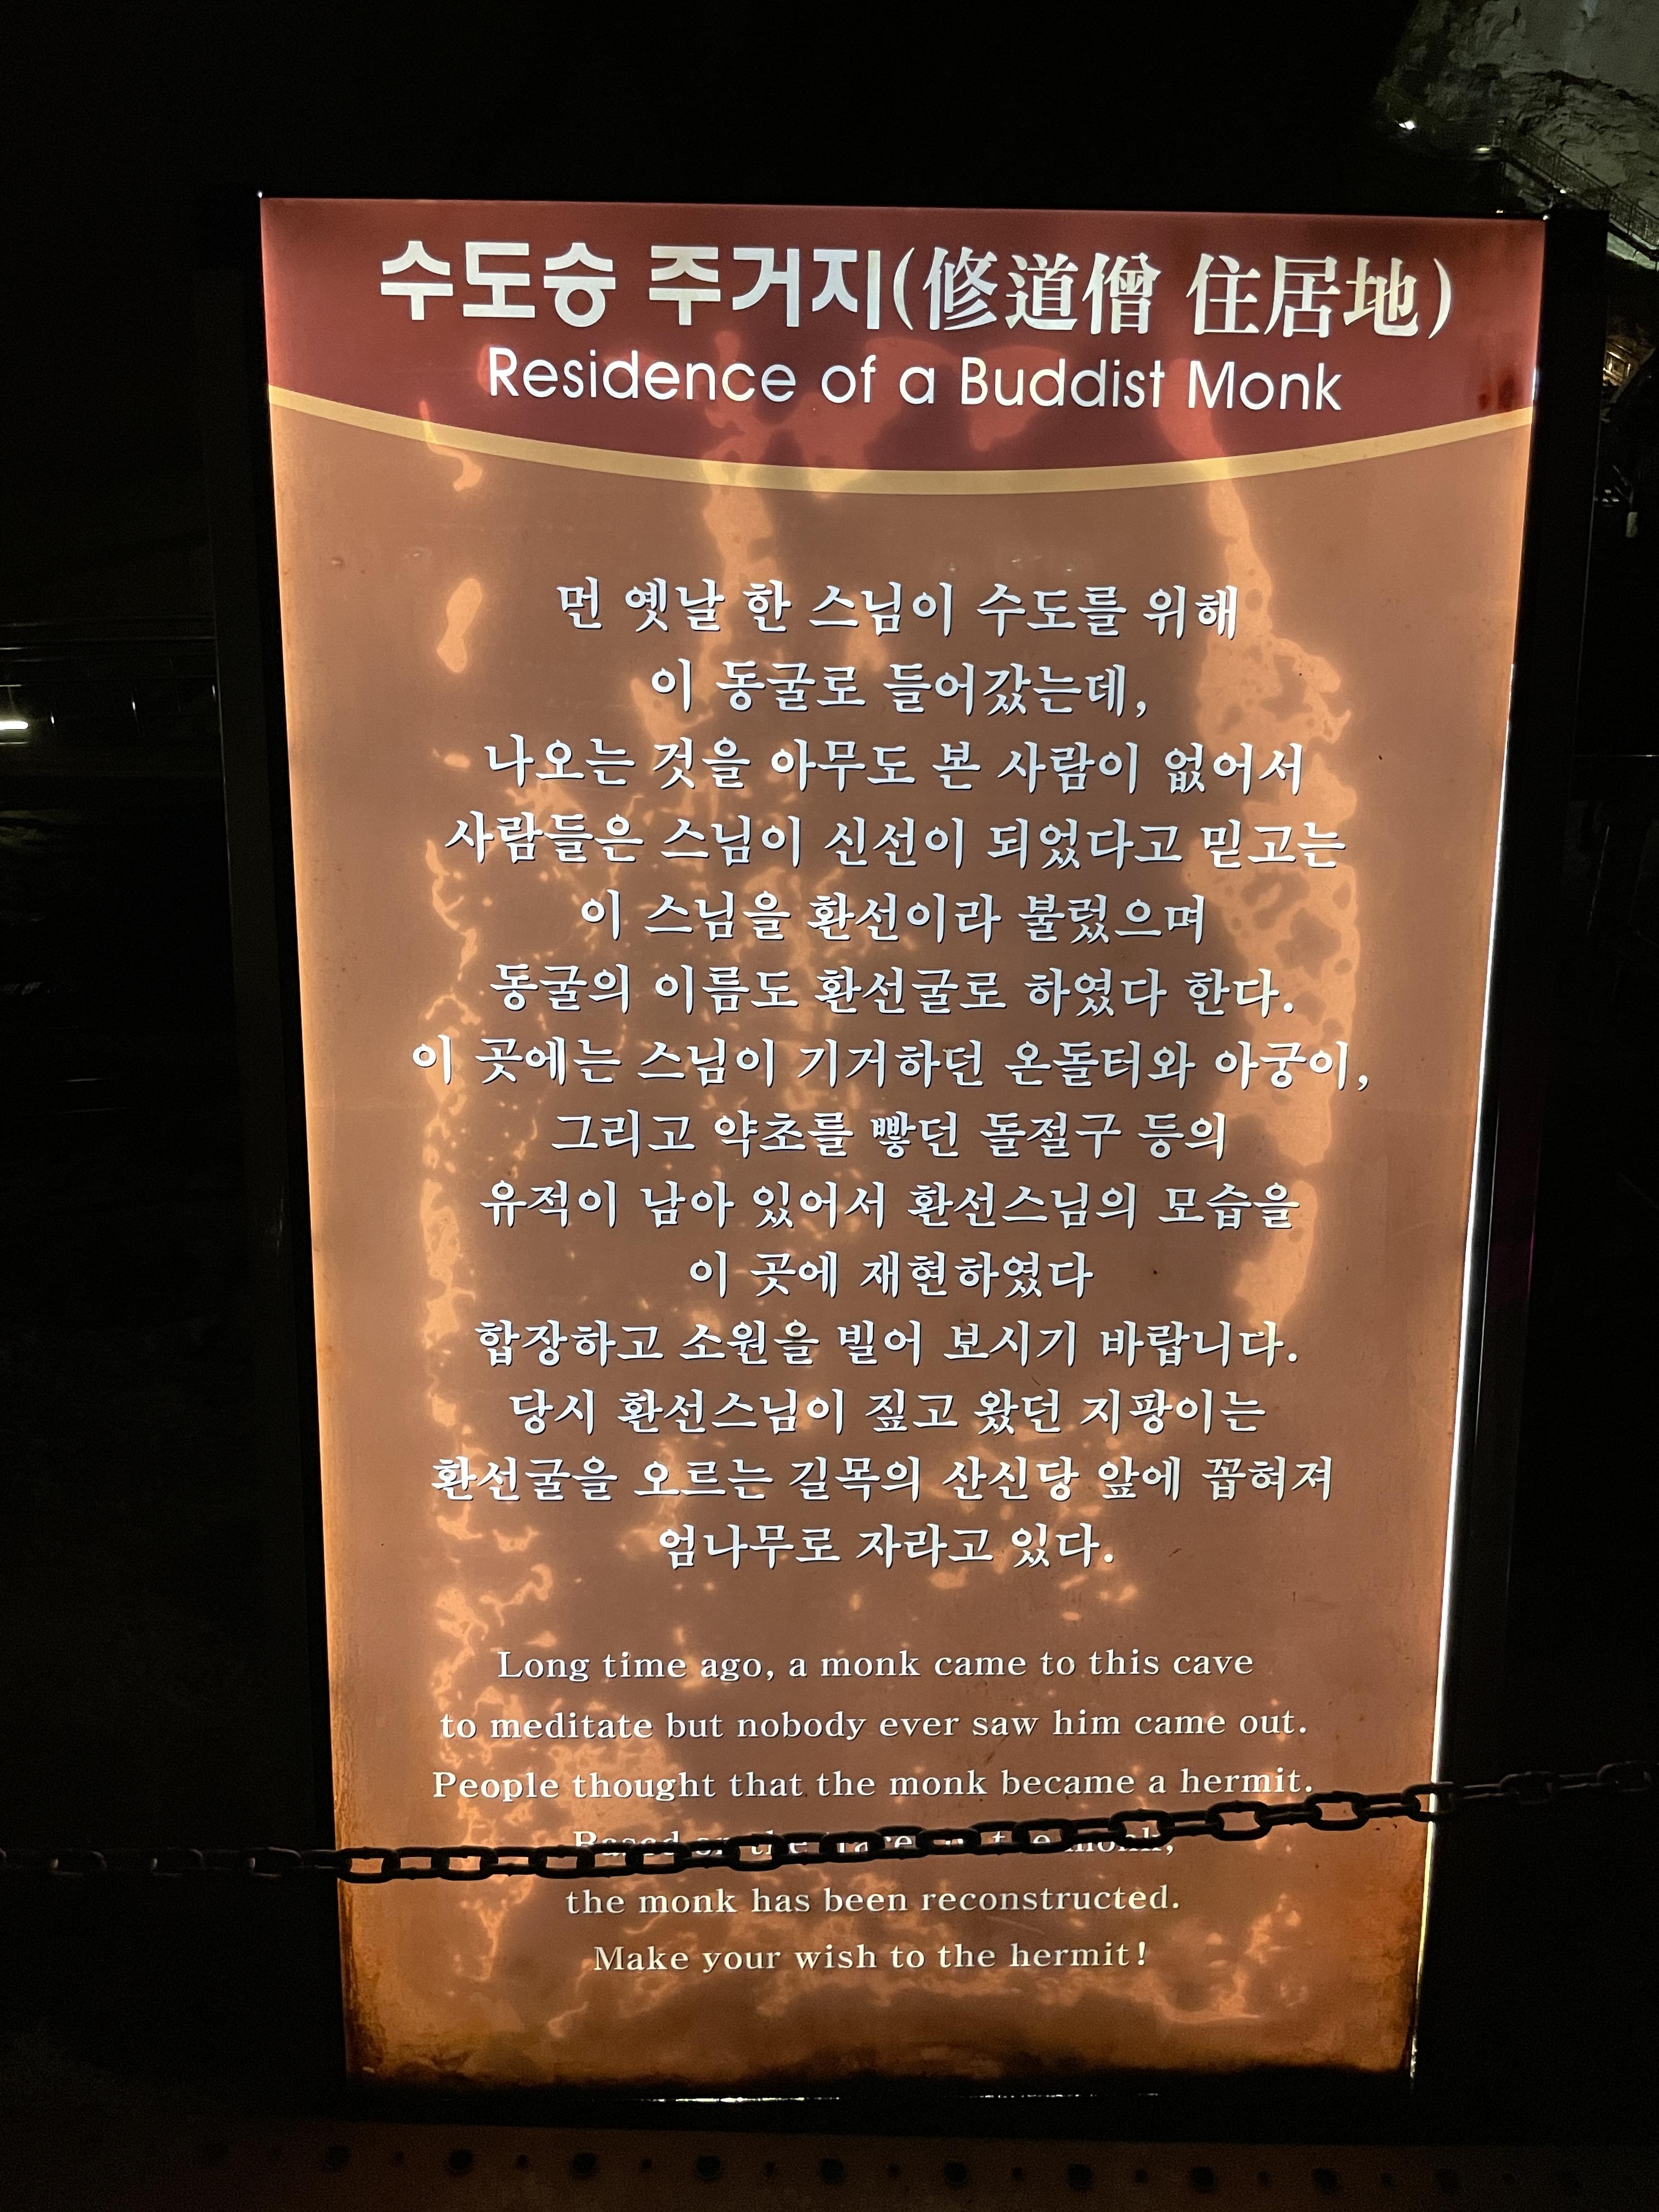 수도승 주거지(修道僧 住居地)
Residence of a Buddist Monk
먼 옛날 한 스님이 수도를 위해
이 동굴로 들어갔는데,
나오는 것을 아무도 본 사람이 없어서
사람들은 스님이 신선이 되었다고 믿고는
이 스님을 환선이라 불렀으며
동굴의 이름도 환선굴로 하였다 한다.
이 곳에는 스님이 기거하던 온돌터와 아궁이,
그리고 약초를 빻던 돌절구 등의
유적이 남아 있어서 환선스님의 모습을
이 곳에 재현하였다
합장하고 소원을 빌어 보시기 바랍니다.
당시 환선스님이 짚고 왔던 지팡이는
환선굴을 오르는 길목의 산신당 앞에 꼽혀져
엄나무로 자라고 있다.
Long time ago, a monk came to this cave
to meditate but nobody ever saw him came out.
People thought that the monk became a hermit.
Based on the the monk,
the monk has been reconstructed.
Make your wish to the hermit!